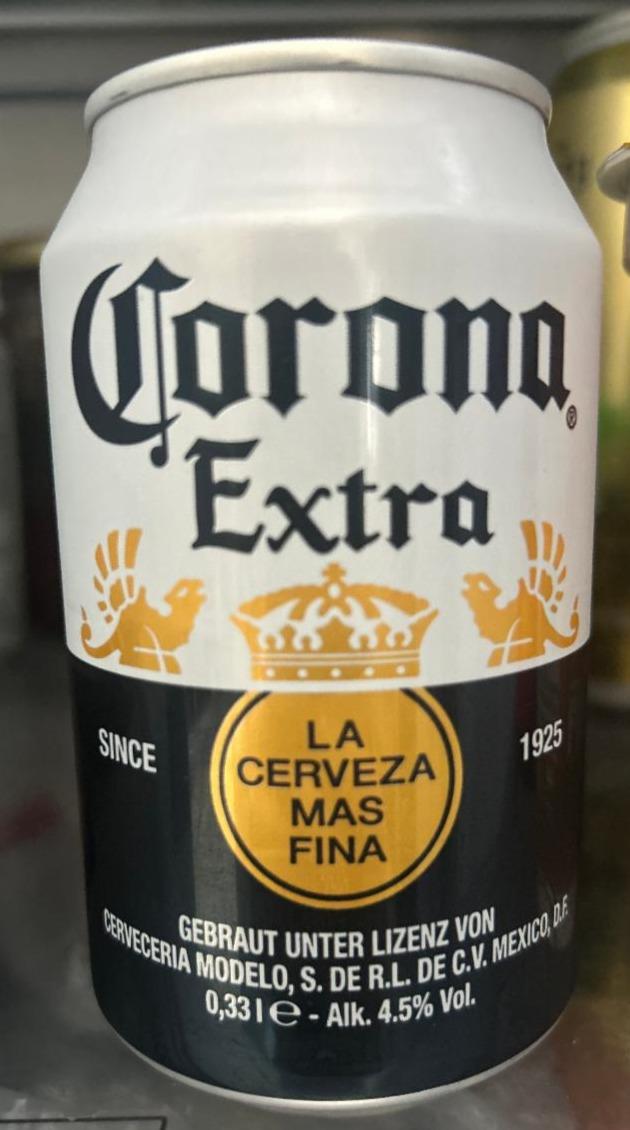 Corona®
Extra
SINCE
1925
LA
CERVEZA
MAS
FINA
GEBRAUT UNTER LIZENZ VON
CERVECERIA MODELO, S. DE R.L. DE C.V. MEXICO, D.F.
0,33 l e - Alk. 4.5% Vol.